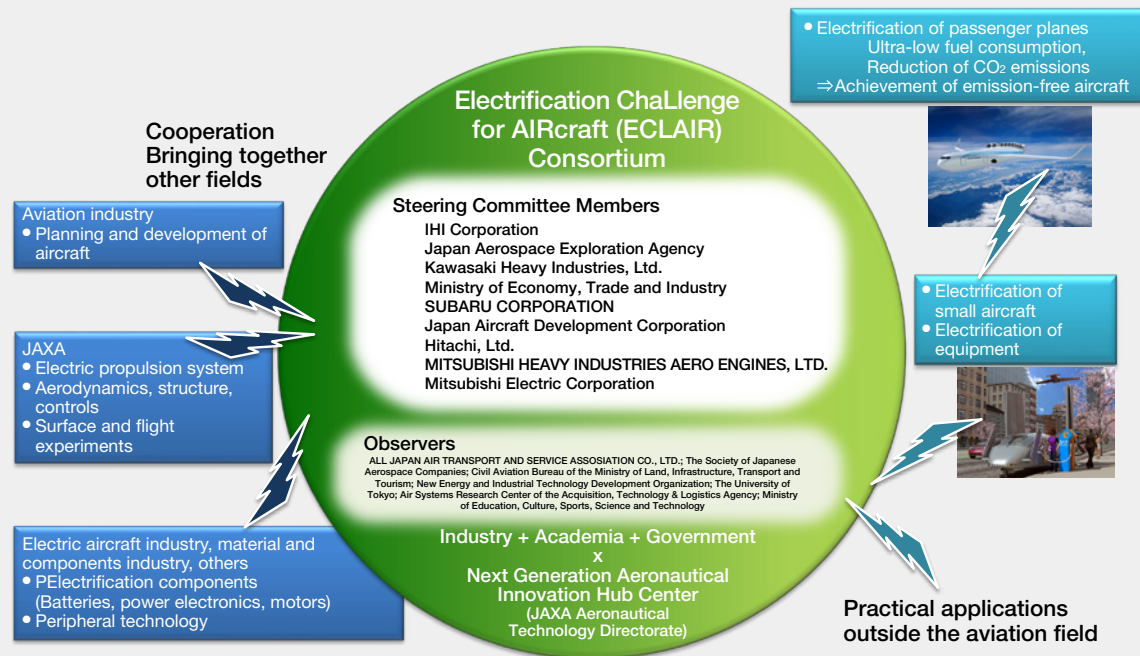 Electrification ChaLlenge
for AIRcraft (ECLAIR)
Consortium
Steering Committee Members
IHI Corporation
Japan Aerospace Exploration Agency
Kawasaki Heavy Industries, Ltd.
Ministry of Economy, Trade and Industry
SUBARU CORPORATION
Japan Aircraft Development Corporation
Hitachi, Ltd.
MITSUBISHI HEAVY INDUSTRIES AERO ENGINES, LTD.
Mitsubishi Electric Corporation
Observers
ALL JAPAN AIR TRANSPORT AND SERVICE ASSOSIATION CO., LTD.; The Society of Japanese
Aerospace Companies; Civil Aviation Bureau of the Ministry of Land, Infrastructure, Transport and
Tourism; New Energy and Industrial Technology Development Organization; The University of
Tokyo; Air Systems Research Center of the Acquisition, Technology & Logistics Agency; Ministry
of Education, Culture, Sports, Science and Technology
Industry + Academia + Government
x
Next Generation Aeronautical
Innovation Hub Center
(JAXA Aeronautical
Technology Directorate)
Cooperation
Bringing together
other fields
Aviation industry
● Planning and development of
aircraft
JAXA
● Electric propulsion system
● Aerodynamics, structure,
controls
● Surface and flight
experiments
Electric aircraft industry, material and
components industry, others
● PElectrification components
(Batteries, power electronics, motors)
● Peripheral technology
● Electrification of passenger planes
Ultra-low fuel consumption,
Reduction of CO₂ emissions
⇒Achievement of emission-free aircraft
● Electrification of
small aircraft
● Electrification of
equipment
Practical applications
outside the aviation field